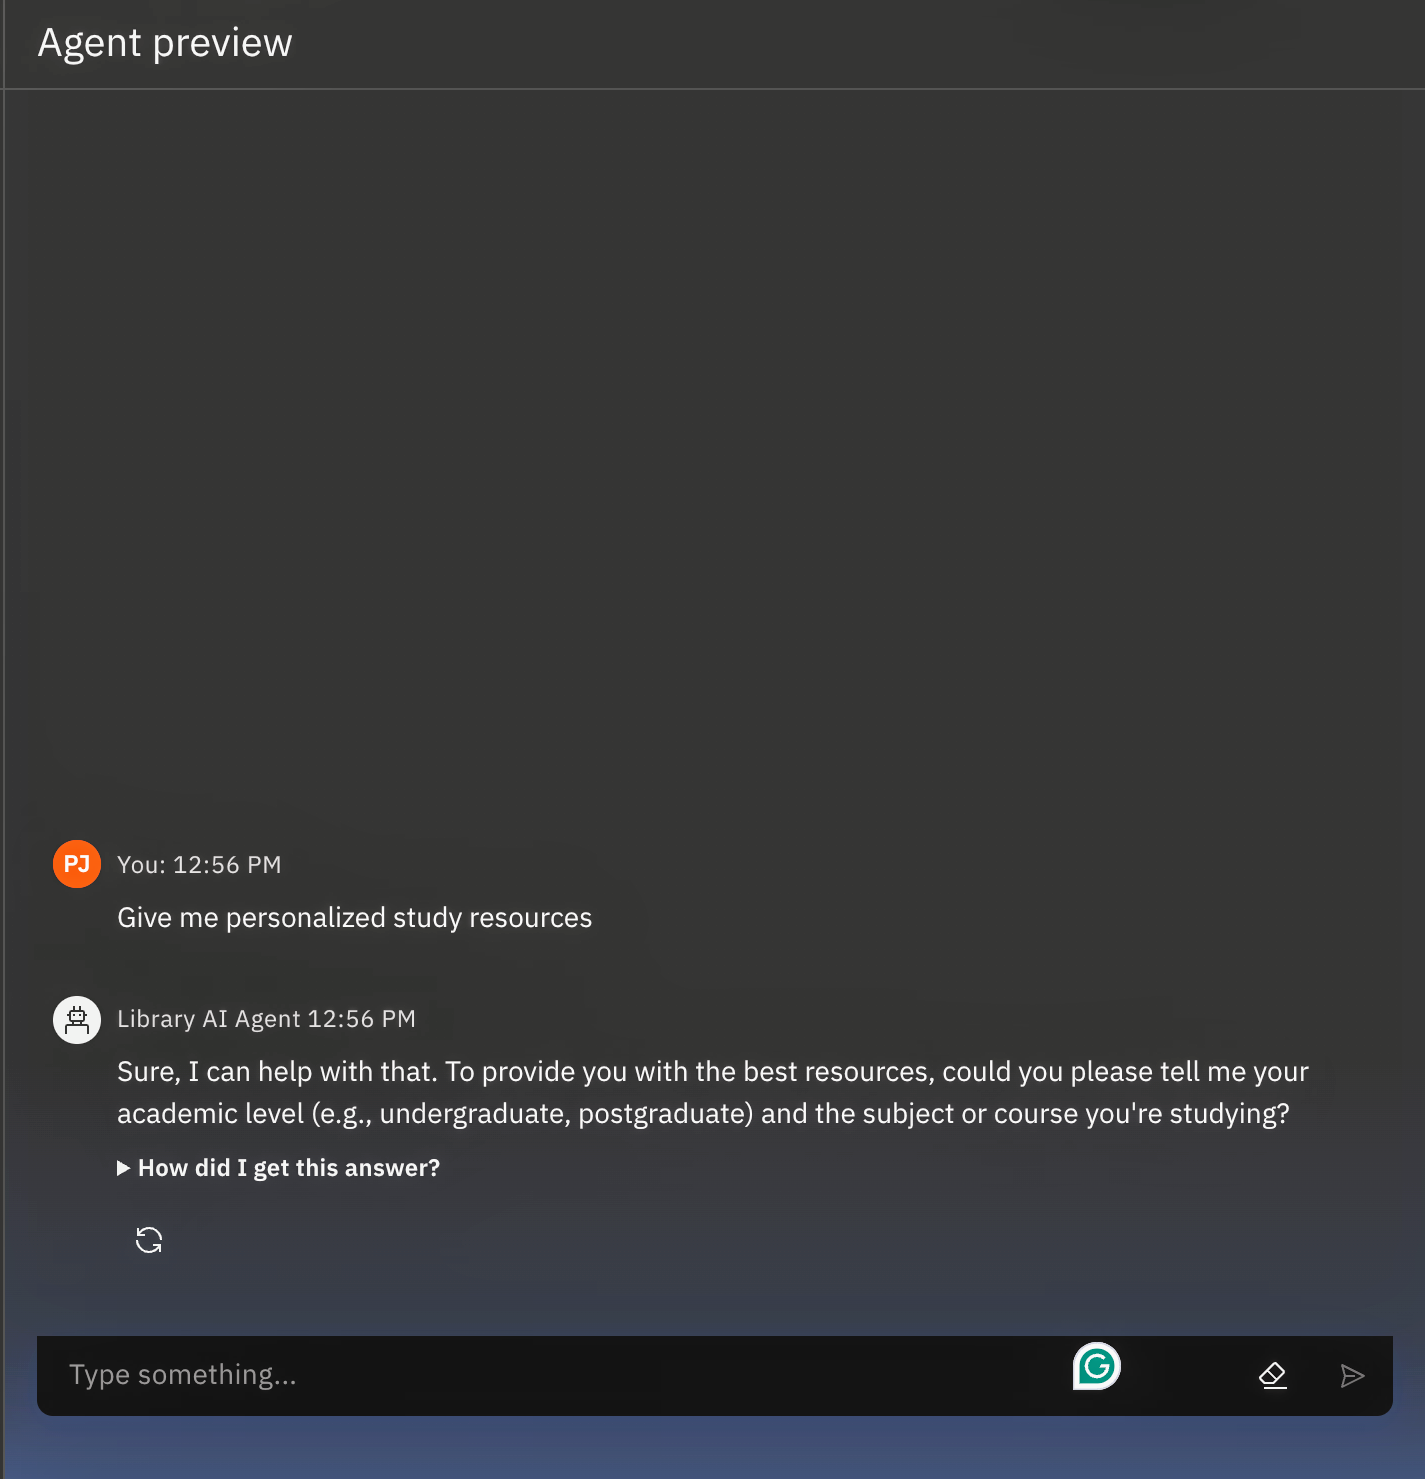 Agent preview
PJ
You: 12:56 PM
Give me personalized study resources
Library AI Agent 12:56 PM
Sure, I can help with that. To provide you with the best resources, could you please tell me your
academic level (e.g., undergraduate, postgraduate) and the subject or course you're studying?
How did I get this answer?
Type something...
G